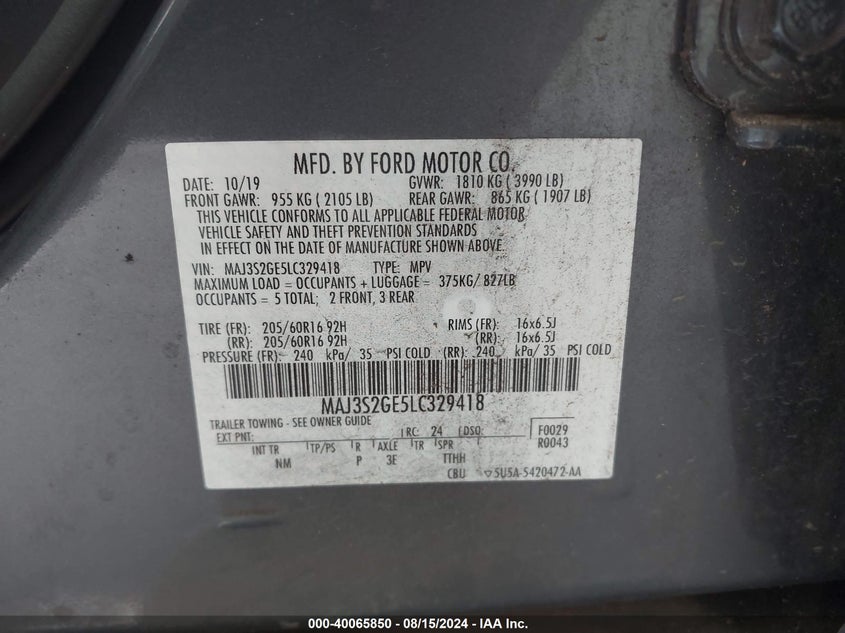 MFD. BY FORD MOTOR CO.
DATE: 10/19 GVWR: 1810 KG ( 3990 LB)
FRONT GAWR: 955 KG ( 2105 LB) REAR GAWR: 865 KG ( 1907 LB)
THIS VEHICLE CONFORMS TO ALL APPLICABLE FEDERAL MOTOR
VEHICLE SAFETY AND THEFT PREVENTION STANDARDS
IN EFFECT ON THE DATE OF MANUFACTURE SHOWN ABOVE.
VIN: MAJ3S2GE5LC329418 TYPE: MPV
MAXIMUM LOAD = OCCUPANTS + LUGGAGE = 375KG/ 827LB
OCCUPANTS = 5 TOTAL; 2 FRONT, 3 REAR
TIRE (FR): 205/60R16 92H RIMS (FR): 16x6.5J
(RR): 205/60R16 92H (RR): 16x6.5J
PRESSURE (FR): 240 kPa/ 35 PSI COLD (RR): 240 kPa/ 35 PSI COLD
MAJ3S2GE5LC329418
TRAILER TOWING - SEE OWNER GUIDE
EXT PNT: RC: 24 DSO: F0029
R0043
INT TR TP/PS R AXLE TR SPR
NM P 3E TTHH
CBU 5U5A-5420472-AA
000-40065850 - 08/15/2024 - IAA Inc.